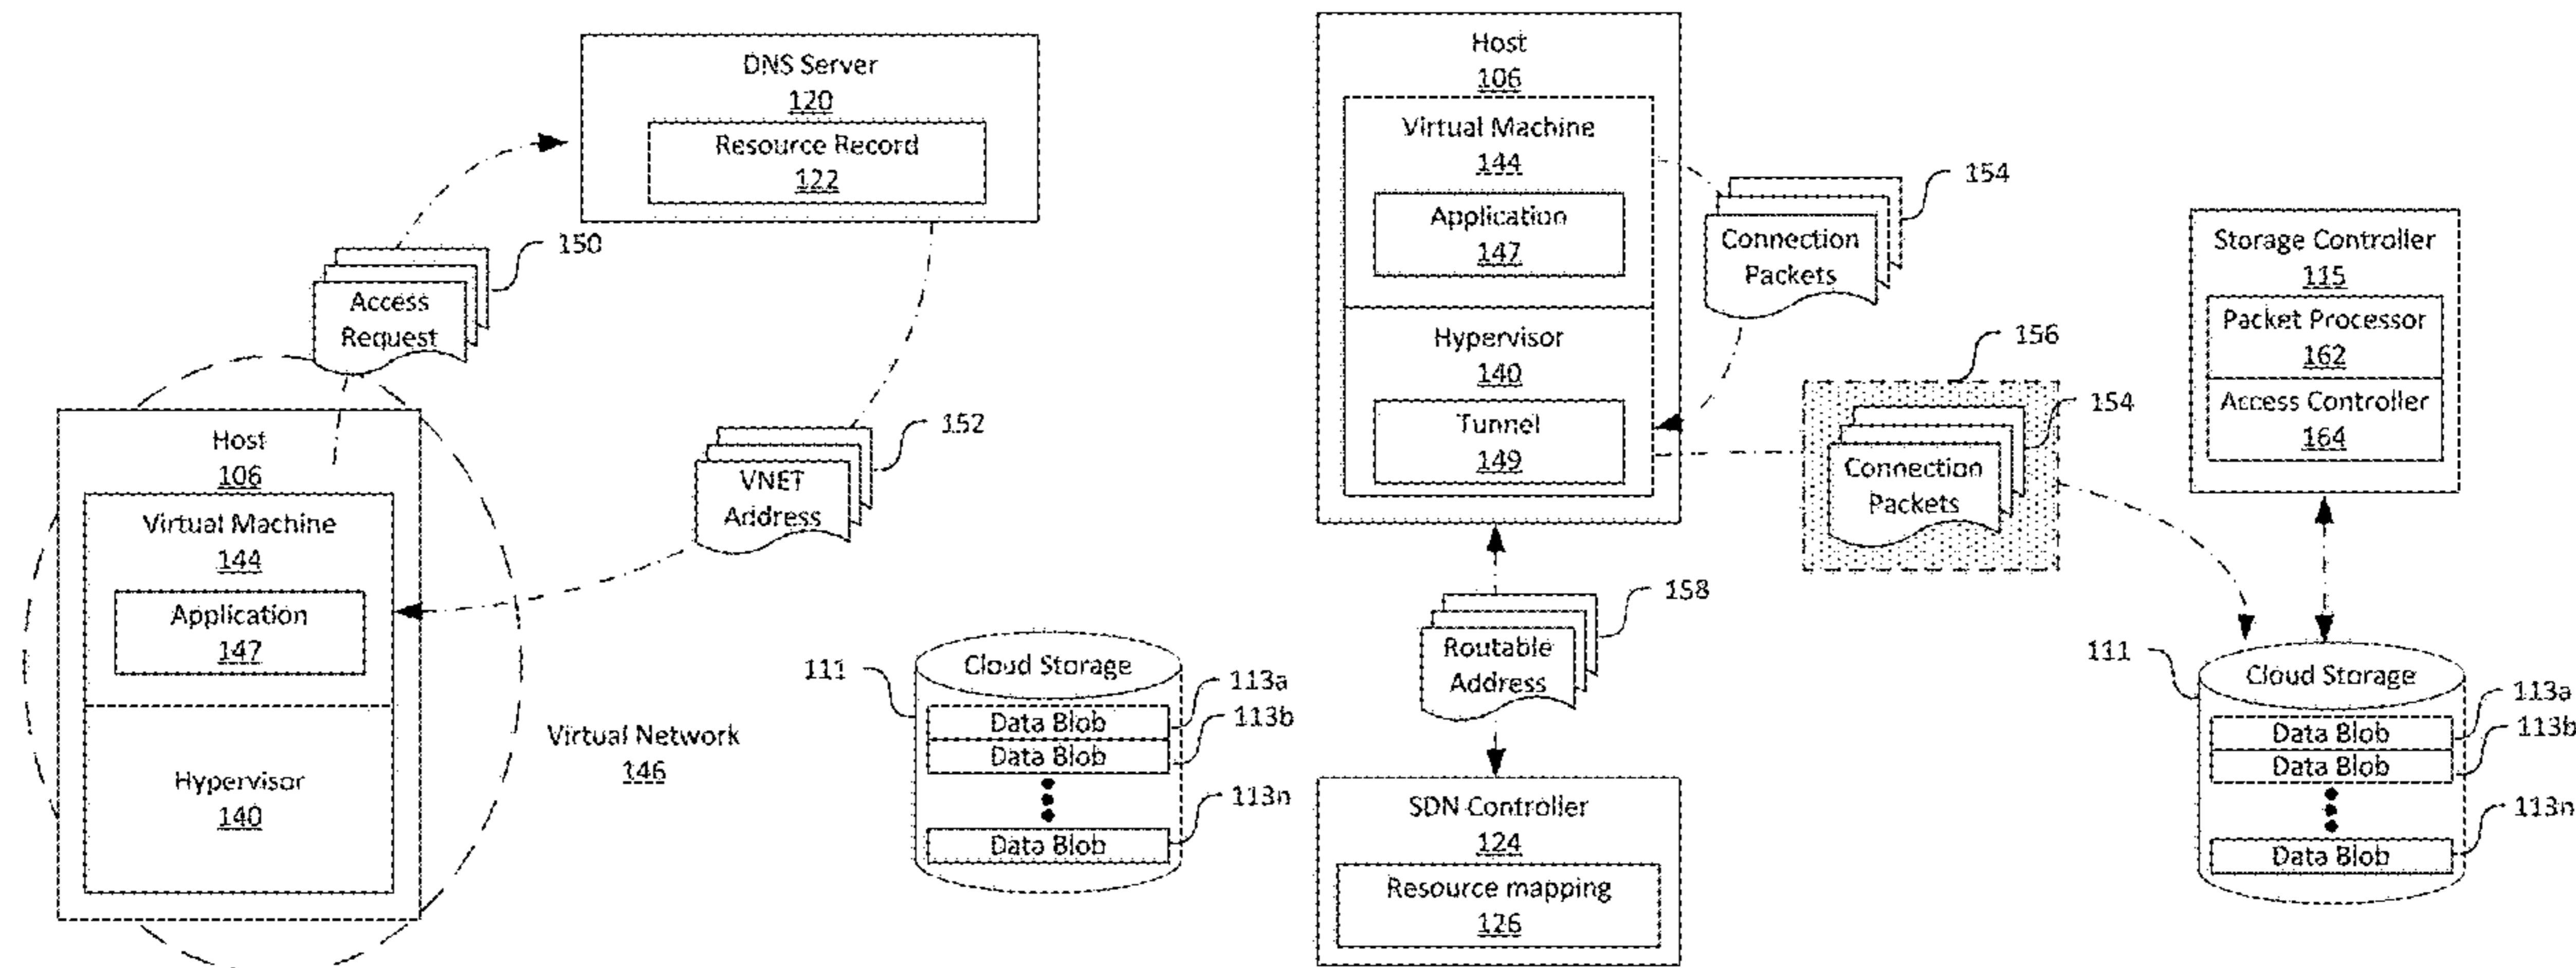 DNS Server
120
Resource Record
122
150
Access
Request
152
VNET
Address
Host
106
Virtual Machine
144
Application
147
Hypervisor
140
Virtual Network
146
111
Cloud Storage
113a
Data Blob
113b
Data Blob
113n
Data Blob
Host
106
Virtual Machine
144
Application
147
Hypervisor
140
Tunnel
149
154
Connection
Packets
156
154
Connection
Packets
158
Routable
Address
SDN Controller
124
Resource mapping
126
Storage Controller
115
Packet Processor
162
Access Controller
164
111
Cloud Storage
113a
Data Blob
113b
Data Blob
113n
Data Blob